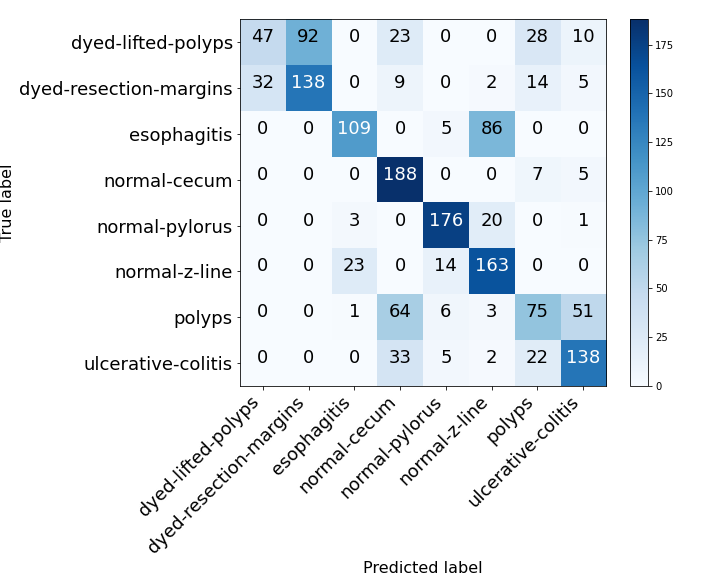 dyed-lifted-polyps 47 92 0 23 0 0 28 10
dyed-resection-margins 32 138 0 9 0 2 14 5
esophagitis 0 0 109 0 5 86 0 0
normal-cecum 0 0 0 188 0 0 7 5
normal-pylorus 0 0 3 0 176 20 0 1
normal-z-line 0 0 23 0 14 163 0 0
polyps 0 0 1 64 6 3 75 51
ulcerative-colitis 0 0 0 33 5 2 22 138
True label
dyed-lifted-polyps
dyed-resection-margins
esophagitis
normal-cecum
normal-pylorus
normal-z-line
polyps
ulcerative-colitis
Predicted label
175
150
125
100
75
50
25
0